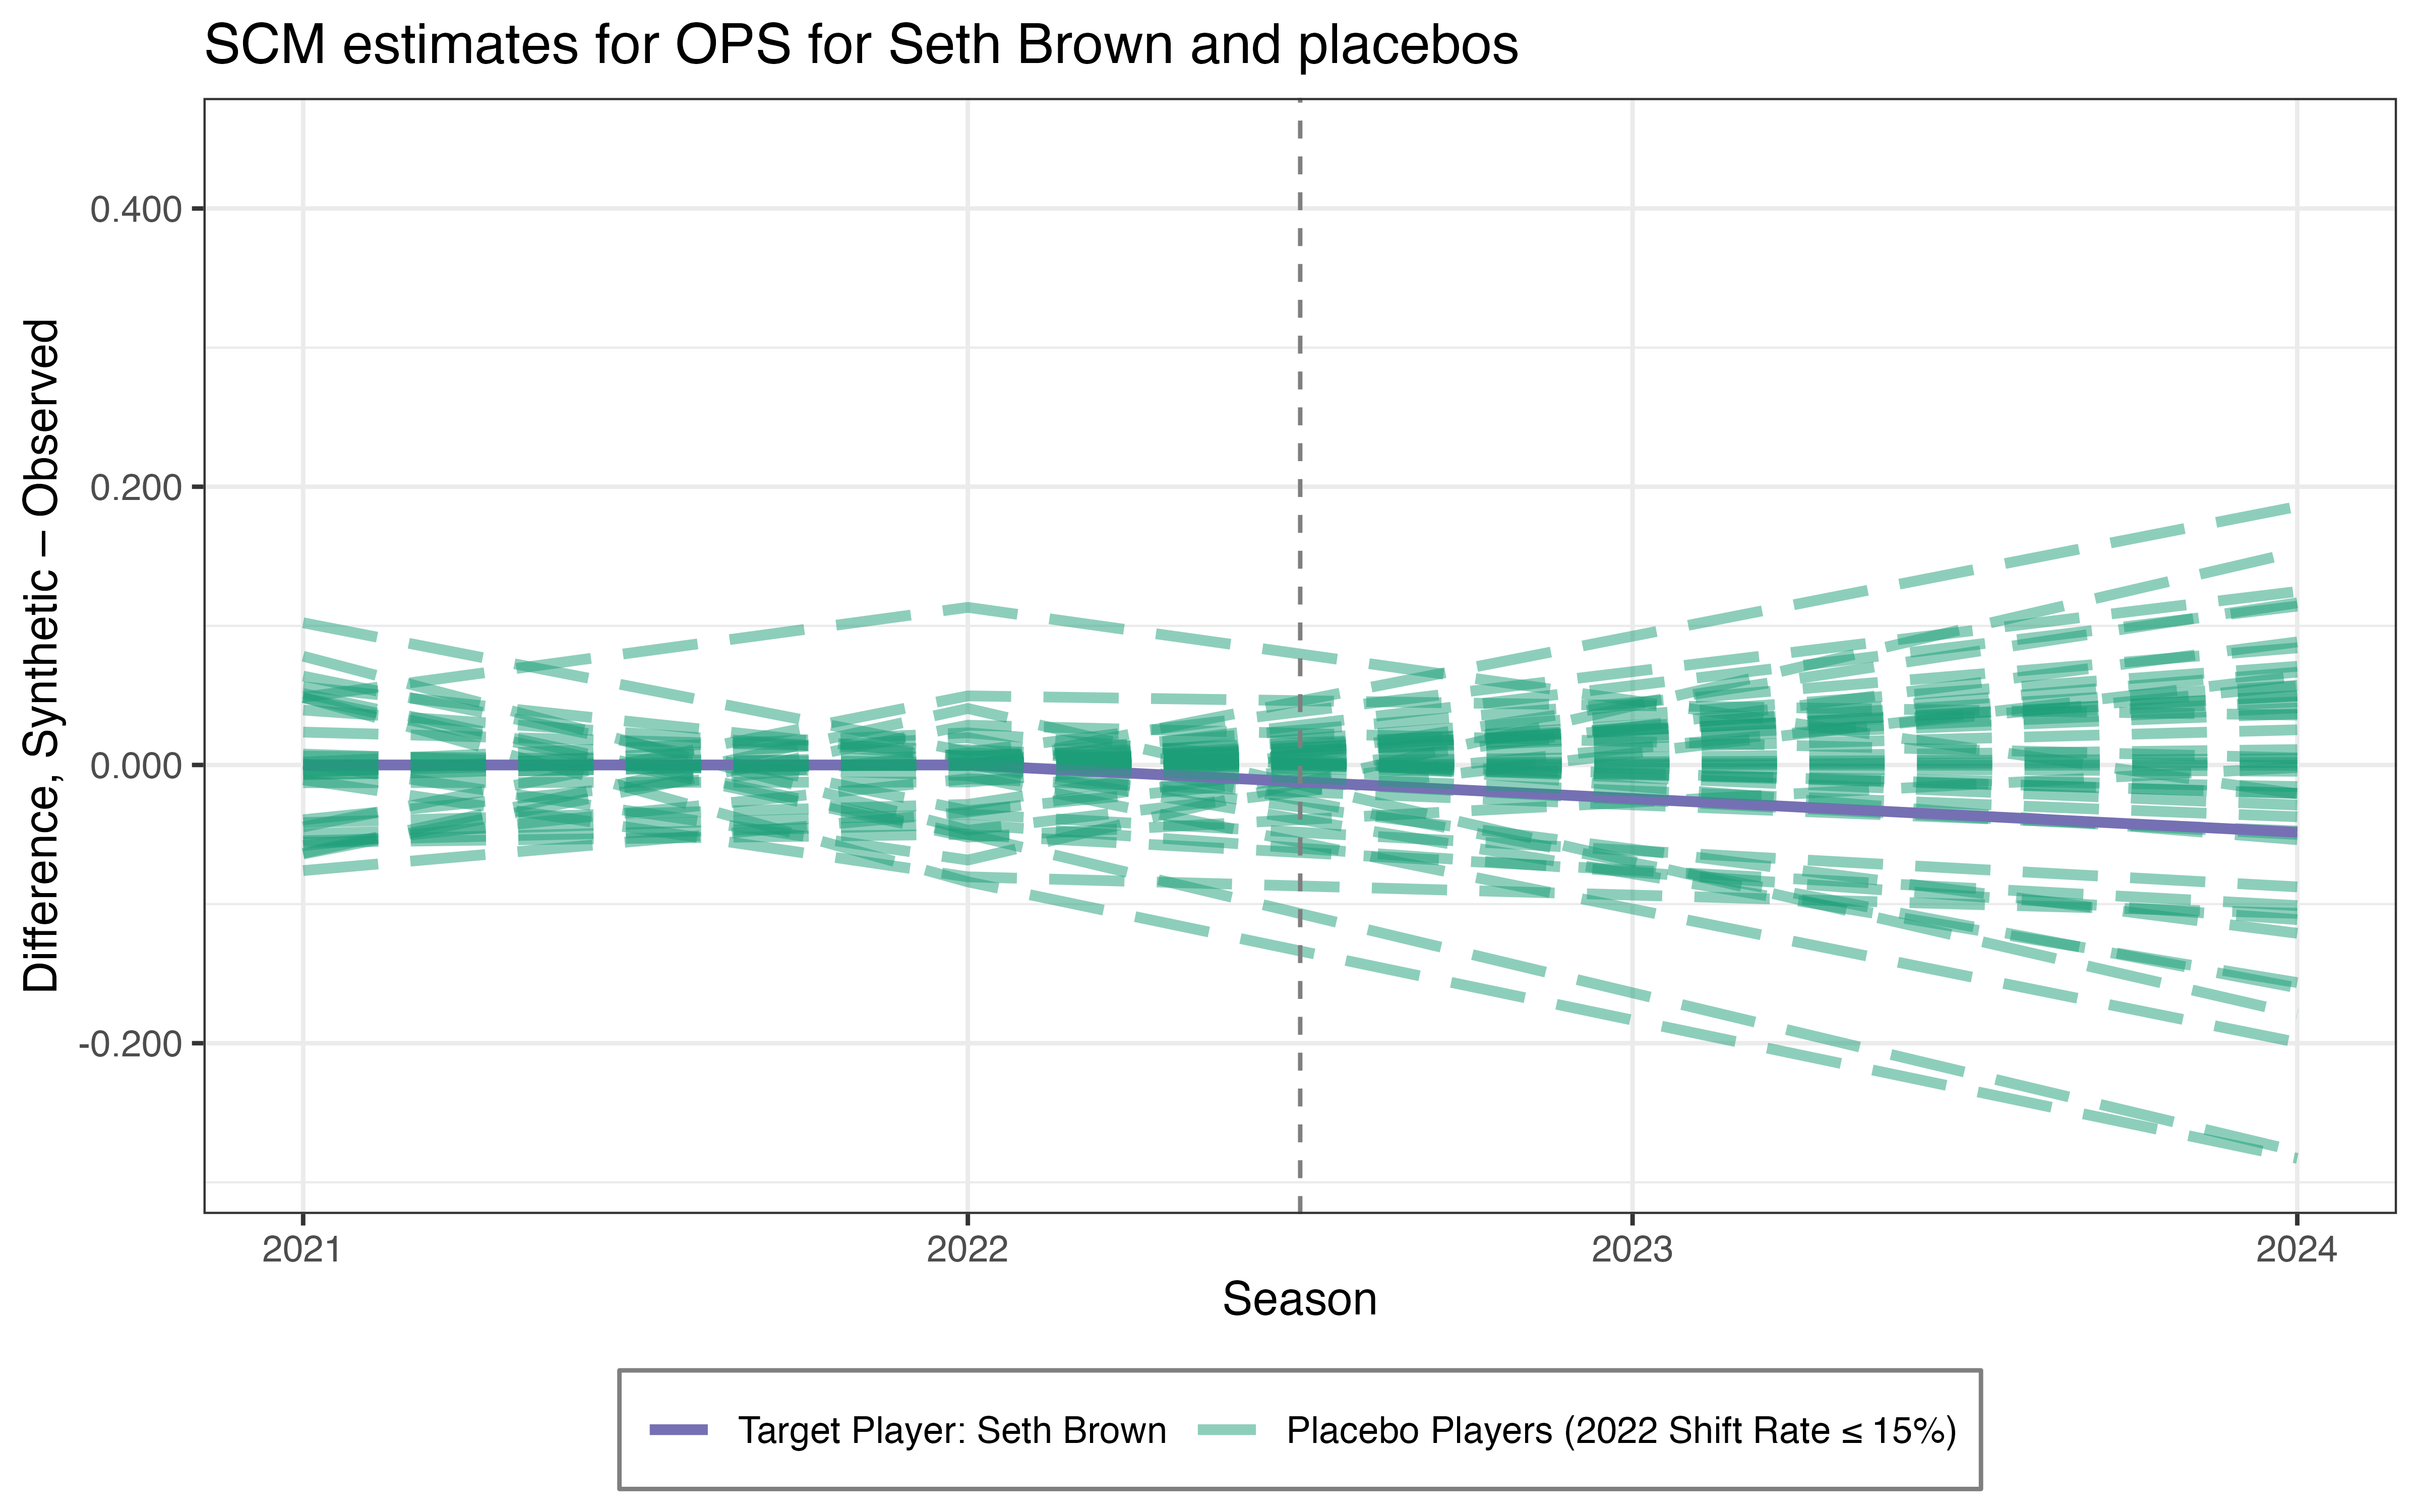 SCM estimates for OPS for Seth Brown and placebos
Difference, Synthetic – Observed
0.400
0.200
0.000
-0.200
2021
2022
2023
2024
Season
Target Player: Seth Brown
Placebo Players (2022 Shift Rate ≤ 15%)